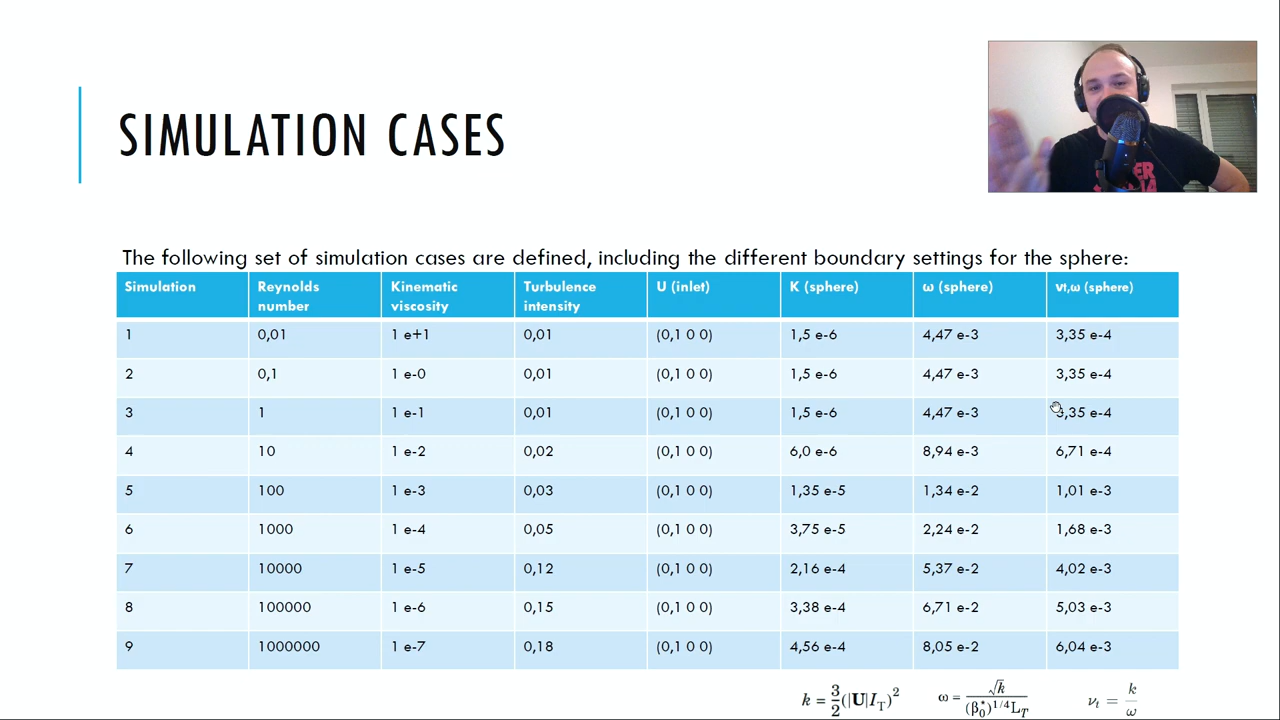 SIMULATION CASES
The following set of simulation cases are defined, including the different boundary settings for the sphere:
Simulation Reynolds number Kinematic viscosity Turbulence intensity U (inlet) K (sphere) ω (sphere) νt,ω (sphere)
1 0,01 1 e+1 0,01 (0,1 0 0) 1,5 e-6 4,47 e-3 3,35 e-4
2 0,1 1 e-0 0,01 (0,1 0 0) 1,5 e-6 4,47 e-3 3,35 e-4
3 1 1 e-1 0,01 (0,1 0 0) 1,5 e-6 4,47 e-3 3,35 e-4
4 10 1 e-2 0,02 (0,1 0 0) 6,0 e-6 8,94 e-3 6,71 e-4
5 100 1 e-3 0,03 (0,1 0 0) 1,35 e-5 1,34 e-2 1,01 e-3
6 1000 1 e-4 0,05 (0,1 0 0) 3,75 e-5 2,24 e-2 1,68 e-3
7 10000 1 e-5 0,12 (0,1 0 0) 2,16 e-4 5,37 e-2 4,02 e-3
8 100000 1 e-6 0,15 (0,1 0 0) 3,38 e-4 6,71 e-2 5,03 e-3
9 1000000 1 e-7 0,18 (0,1 0 0) 4,56 e-4 8,05 e-2 6,04 e-3
k = 3/2 (|U|I_T)^2 ω = √k / (β_0^*)^1/4 L_T ν_t = k/ω